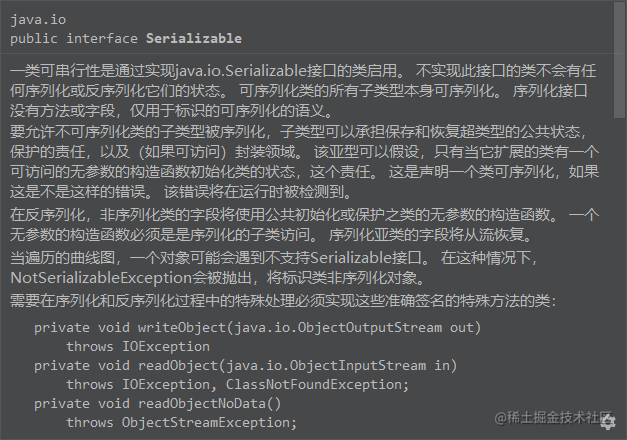 java.io
public interface Serializable
一类可串行性是通过实现java.io.Serializable接口的类启用。 不实现此接口的类不会有任
何序列化或反序列化它们的状态。 可序列化类的所有子类型本身可序列化。 序列化接口
没有方法或字段，仅用于标识的可序列化的语义。
要允许不可序列化类的子类型被序列化，子类型可以承担保存和恢复超类型的公共状态，
保护的责任，以及（如果可访问）封装领域。 该亚型可以假设，只有当它扩展的类有一个
可访问的无参数的构造函数初始化类的状态，这个责任。 这是声明一个类可序列化，如果
这是不是这样的错误。 该错误将在运行时被检测到。
在反序列化，非序列化类的字段将使用公共初始化或保护之类的无参数的构造函数。 一个
无参数的构造函数必须是是序列化的子类访问。 序列化亚类的字段将从流恢复。
当遍历的曲线图，一个对象可能会遇到不支持Serializable接口。 在这种情况下，
NotSerializableException会被抛出，将标识类非序列化对象。
需要在序列化和反序列化过程中的特殊处理必须实现这些准确签名的特殊方法的类：
private void writeObject(java.io.ObjectOutputStream out)
throws IOException
private void readObject(java.io.ObjectInputStream in)
throws IOException, ClassNotFoundException;
private void readObjectNoData()
throws ObjectStreamException;
@稀土掘金技术社区